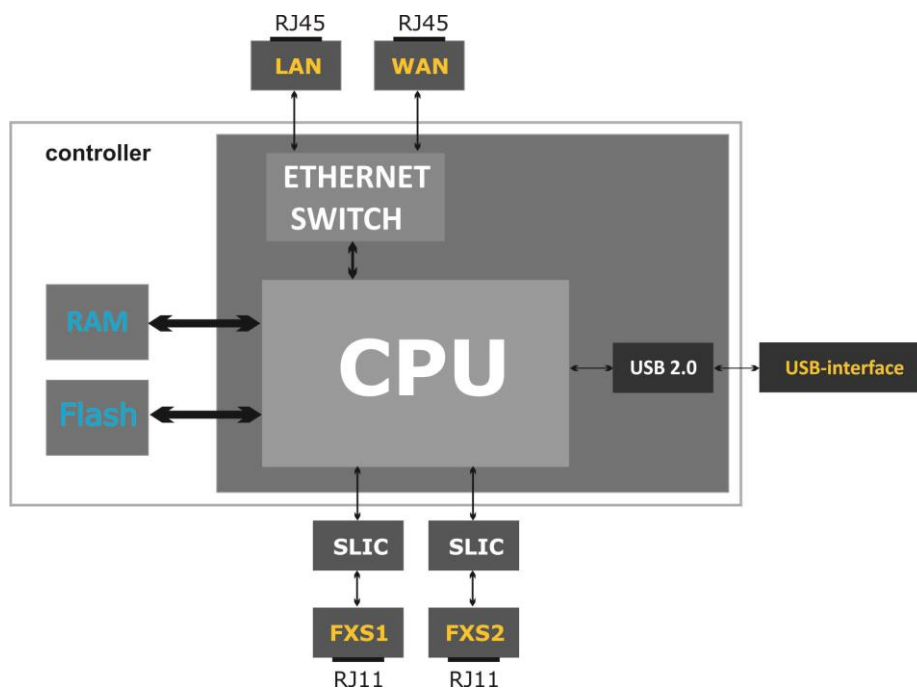 RJ45
RJ45
LAN
WAN
controller
ETHERNET
SWITCH
RAM
CPU
USB 2.0
USB-interface
Flash
SLIC
SLIC
FXS1
FXS2
RJ11
RJ11